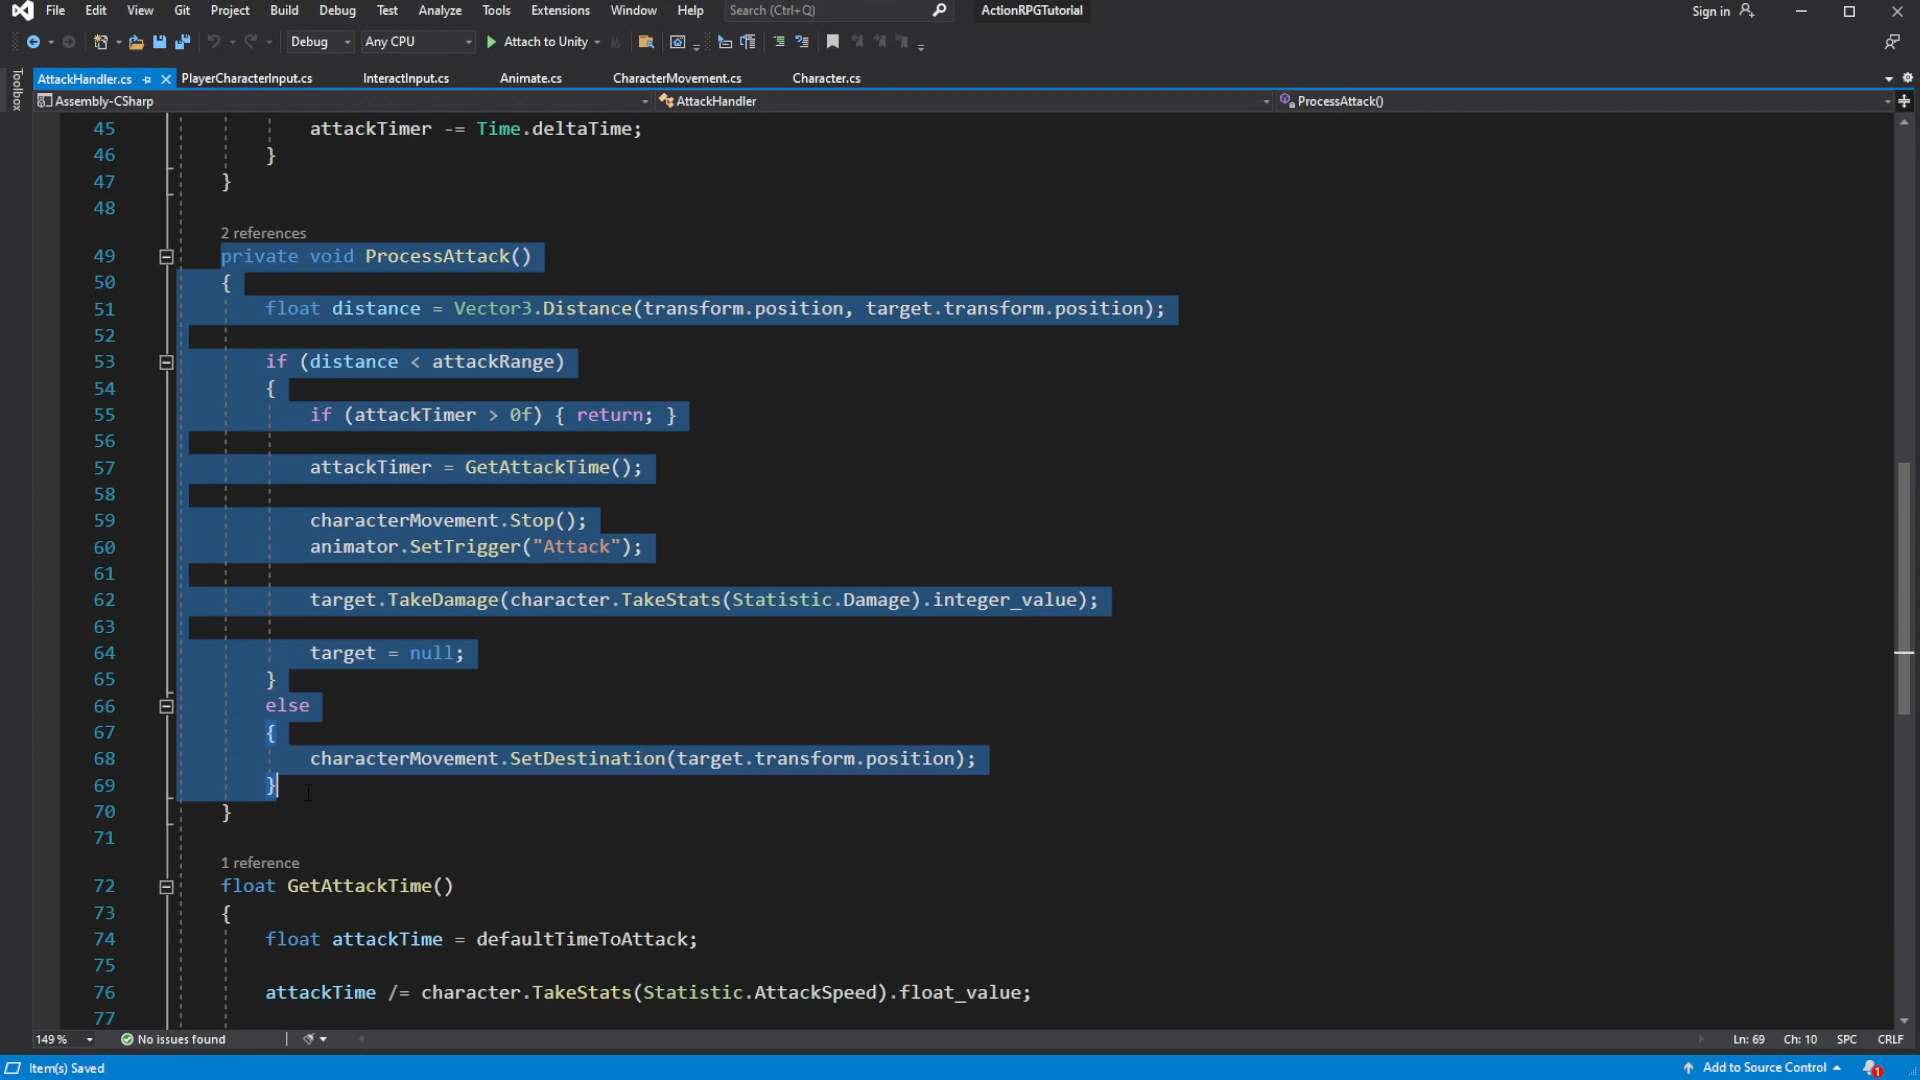 File Edit View Git Project Build Debug Test Analyze Tools Extensions Window Help Search (Ctrl+Q) ActionRPGTutorial Sign in
Debug Any CPU Attach to Unity
AttackHandler.cs PlayerCharacterInput.cs InteractInput.cs Animate.cs CharacterMovement.cs Character.cs
Toolbox
Assembly-CSharp AttackHandler ProcessAttack()
45 attackTimer -= Time.deltaTime;
46 }
47 }
48
2 references
49 private void ProcessAttack()
50 {
51 float distance = Vector3.Distance(transform.position, target.transform.position);
52
53 if (distance < attackRange)
54 {
55 if (attackTimer > 0f) { return; }
56
57 attackTimer = GetAttackTime();
58
59 characterMovement.Stop();
60 animator.SetTrigger("Attack");
61
62 target.TakeDamage(character.TakeStats(Statistic.Damage).integer_value);
63
64 target = null;
65 }
66 else
67 {
68 characterMovement.SetDestination(target.transform.position);
69 }
70 }
71
1 reference
72 float GetAttackTime()
73 {
74 float attackTime = defaultTimeToAttack;
75
76 attackTime /= character.TakeStats(Statistic.AttackSpeed).float_value;
77
149 % No issues found Ln: 69 Ch: 10 SPC CRLF
Item(s) Saved Add to Source Control 1